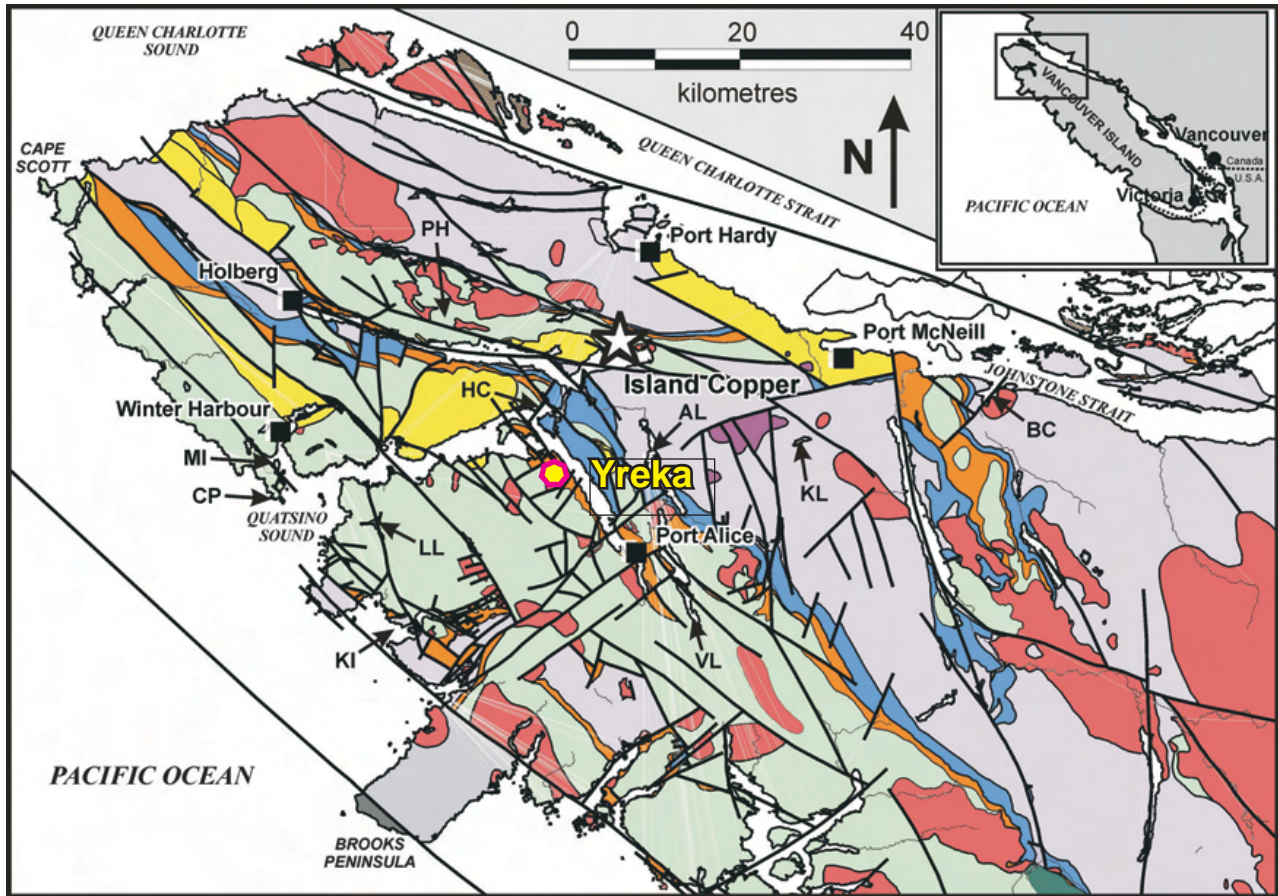 QUEEN CHARLOTTE
SOUND
0 20 40
kilometres
N
VANCOUVER ISLAND
Vancouver
Canada
U.S.A.
Victoria
PACIFIC OCEAN
CAPE
SCOTT
QUEEN CHARLOTTE STRAIT
PH
Port Hardy
Holberg
Port McNeill
Island Copper
JOHNSTONE STRAIT
HC
AL
BC
Winter Harbour
MI
CP
Yreka
KL
QUATSINO
SOUND
LL
Port Alice
KI
VL
PACIFIC OCEAN
BROOKS
PENINSULA